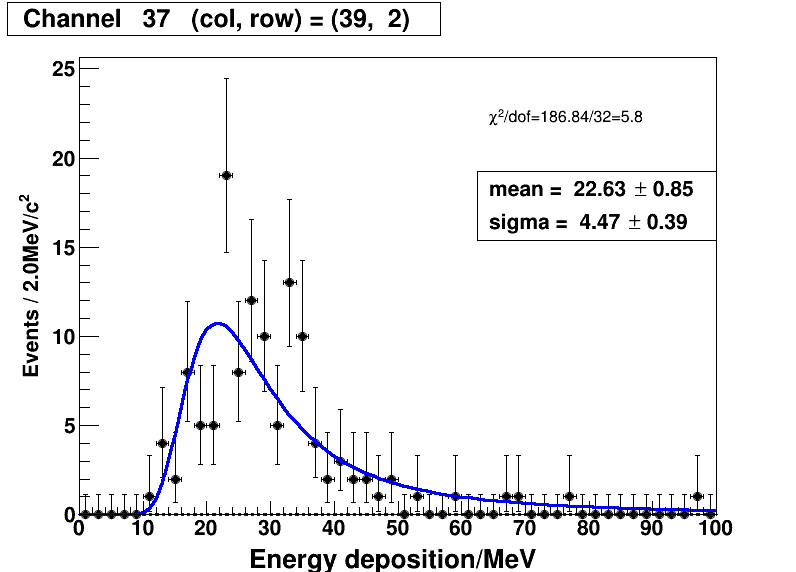 Channel 37 (col, row) = (39, 2)
χ²/dof=186.84/32=5.8
mean = 22.63 ± 0.85
sigma = 4.47 ± 0.39
Events / 2.0MeV/c²
25
20
15
10
5
0
0 10 20 30 40 50 60 70 80 90 100
Energy deposition/MeV